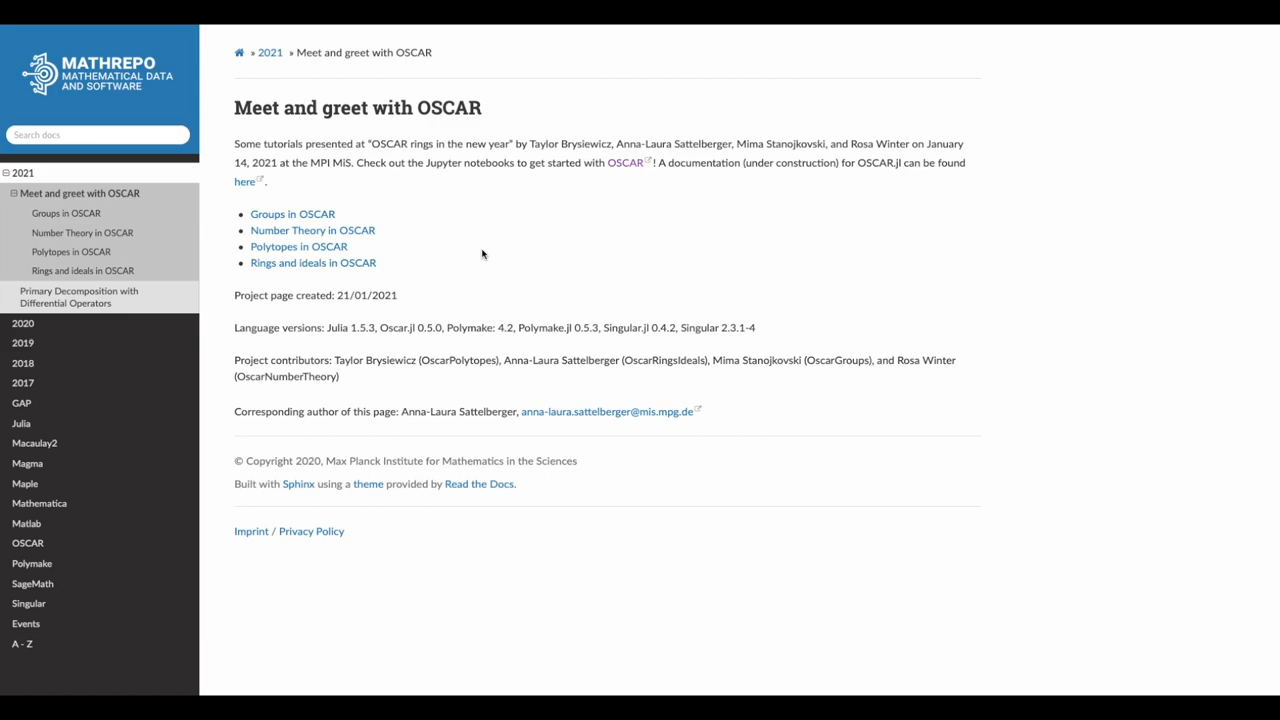 MATHREPO
MATHEMATICAL DATA
AND SOFTWARE
Search docs
2021
Meet and greet with OSCAR
Groups in OSCAR
Number Theory in OSCAR
Polytopes in OSCAR
Rings and ideals in OSCAR
Primary Decomposition with
Differential Operators
2020
2019
2018
2017
GAP
Julia
Macaulay2
Magma
Maple
Mathematica
Matlab
OSCAR
Polymake
SageMath
Singular
Events
A - Z
» 2021 » Meet and greet with OSCAR
Meet and greet with OSCAR
Some tutorials presented at “OSCAR rings in the new year” by Taylor Brysiewicz, Anna-Laura Sattelberger, Mima Stanojkovski, and Rosa Winter on January
14, 2021 at the MPI MiS. Check out the Jupyter notebooks to get started with OSCAR! A documentation (under construction) for OSCAR.jl can be found
here.
• Groups in OSCAR
• Number Theory in OSCAR
• Polytopes in OSCAR
• Rings and ideals in OSCAR
Project page created: 21/01/2021
Language versions: Julia 1.5.3, Oscar.jl 0.5.0, Polymake: 4.2, Polymake.jl 0.5.3, Singular.jl 0.4.2, Singular 2.3.1-4
Project contributors: Taylor Brysiewicz (OscarPolytopes), Anna-Laura Sattelberger (OscarRingsIdeals), Mima Stanojkovski (OscarGroups), and Rosa Winter
(OscarNumberTheory)
Corresponding author of this page: Anna-Laura Sattelberger, anna-laura.sattelberger@mis.mpg.de
© Copyright 2020, Max Planck Institute for Mathematics in the Sciences
Built with Sphinx using a theme provided by Read the Docs.
Imprint / Privacy Policy